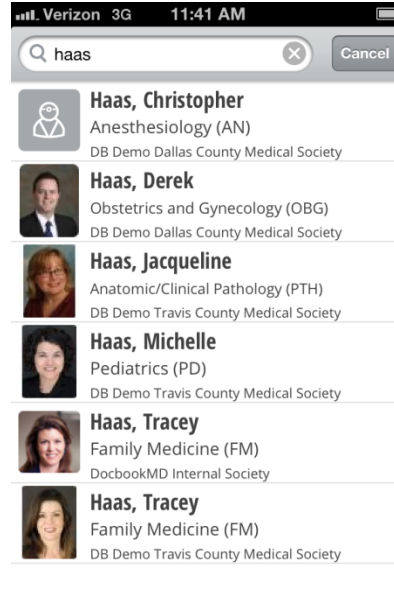 Verizon 3G 11:41 AM
haas Cancel
Haas, Christopher
Anesthesiology (AN)
DB Demo Dallas County Medical Society
Haas, Derek
Obstetrics and Gynecology (OBG)
DB Demo Dallas County Medical Society
Haas, Jacqueline
Anatomic/Clinical Pathology (PTH)
DB Demo Travis County Medical Society
Haas, Michelle
Pediatrics (PD)
DB Demo Travis County Medical Society
Haas, Tracey
Family Medicine (FM)
DocbookMD Internal Society
Haas, Tracey
Family Medicine (FM)
DB Demo Travis County Medical Society